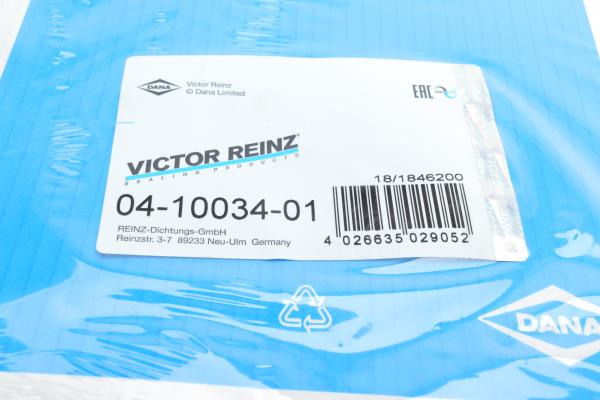 DANA
Victor Reinz
© Dana Limited
EAC
VICTOR REINZ®
SEALING PRODUCTS
18/1846200
04-10034-01
REINZ-Dichtungs-GmbH
Reinzstr. 3-7 89233 Neu-Ulm Germany
4 026635 029052
DANA